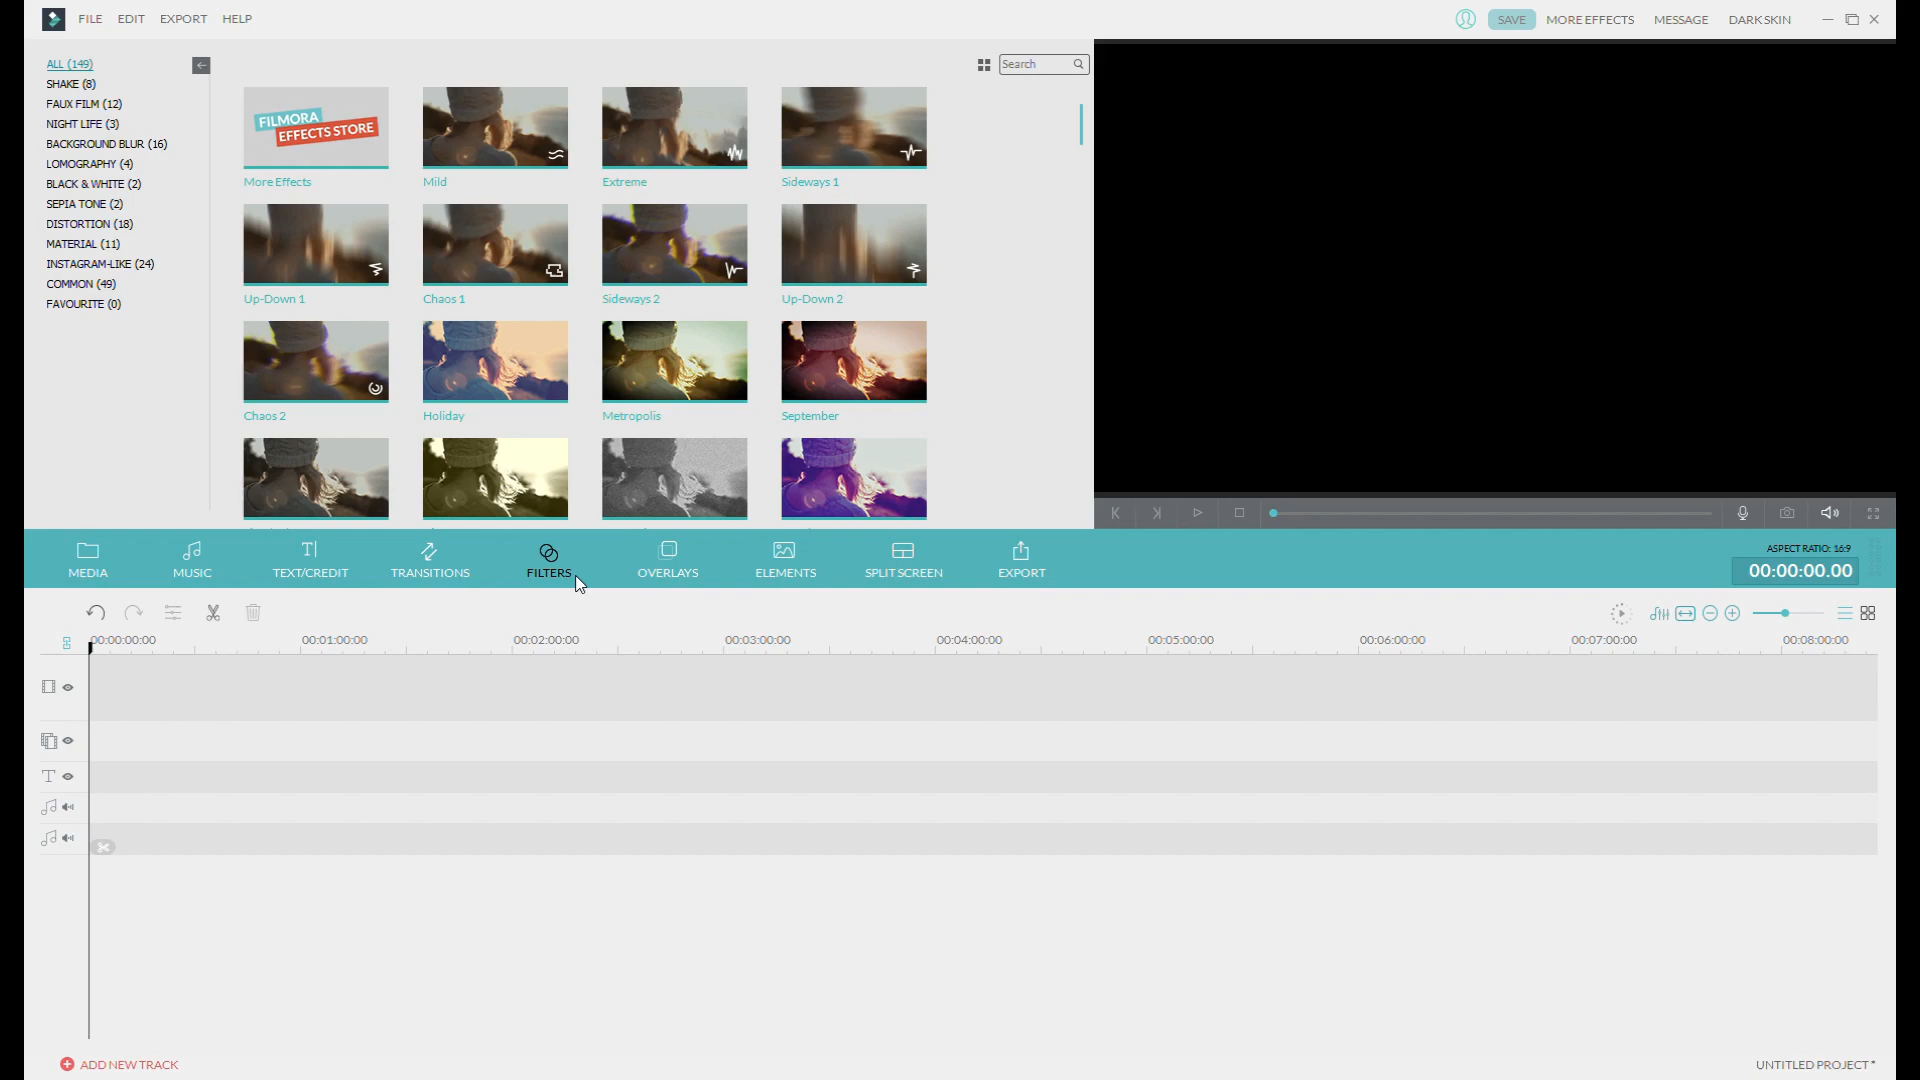 FILE EDIT EXPORT HELP
SAVE MORE EFFECTS MESSAGE DARK SKIN
ALL (149)
SHAKE (8)
FAUX FILM (12)
NIGHT LIFE (3)
BACKGROUND BLUR (16)
LOMOGRAPHY (4)
BLACK & WHITE (2)
SEPIA TONE (2)
DISTORTION (18)
MATERIAL (11)
INSTAGRAM-LIKE (24)
COMMON (49)
FAVOURITE (0)
Search
FILMORA
EFFECTS STORE
More Effects Mild Extreme Sideways 1
Up-Down 1 Chaos 1 Sideways 2 Up-Down 2
Chaos 2 Holiday Metropolis September
MEDIA MUSIC TEXT/CREDIT TRANSITIONS FILTERS OVERLAYS ELEMENTS SPLIT SCREEN EXPORT
ASPECT RATIO: 16:9
00:00:00.00
00:00:00:00 00:01:00:00 00:02:00:00 00:03:00:00 00:04:00:00 00:05:00:00 00:06:00:00 00:07:00:00 00:08:00:00
ADD NEW TRACK
UNTITLED PROJECT *